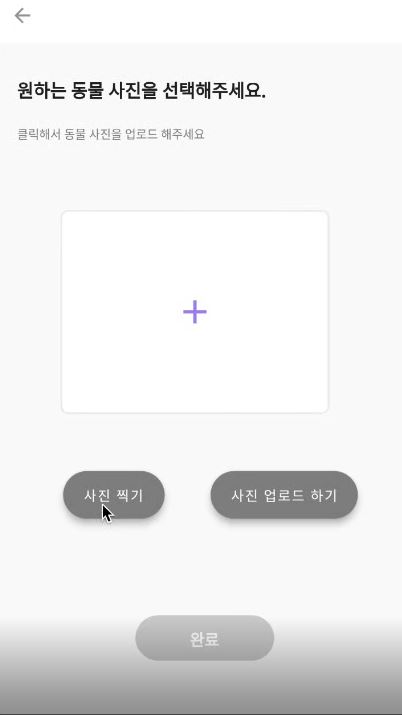 원하는 동물 사진을 선택해주세요.
클릭해서 동물 사진을 업로드 해주세요
사진 찍기
사진 업로드 하기
완료